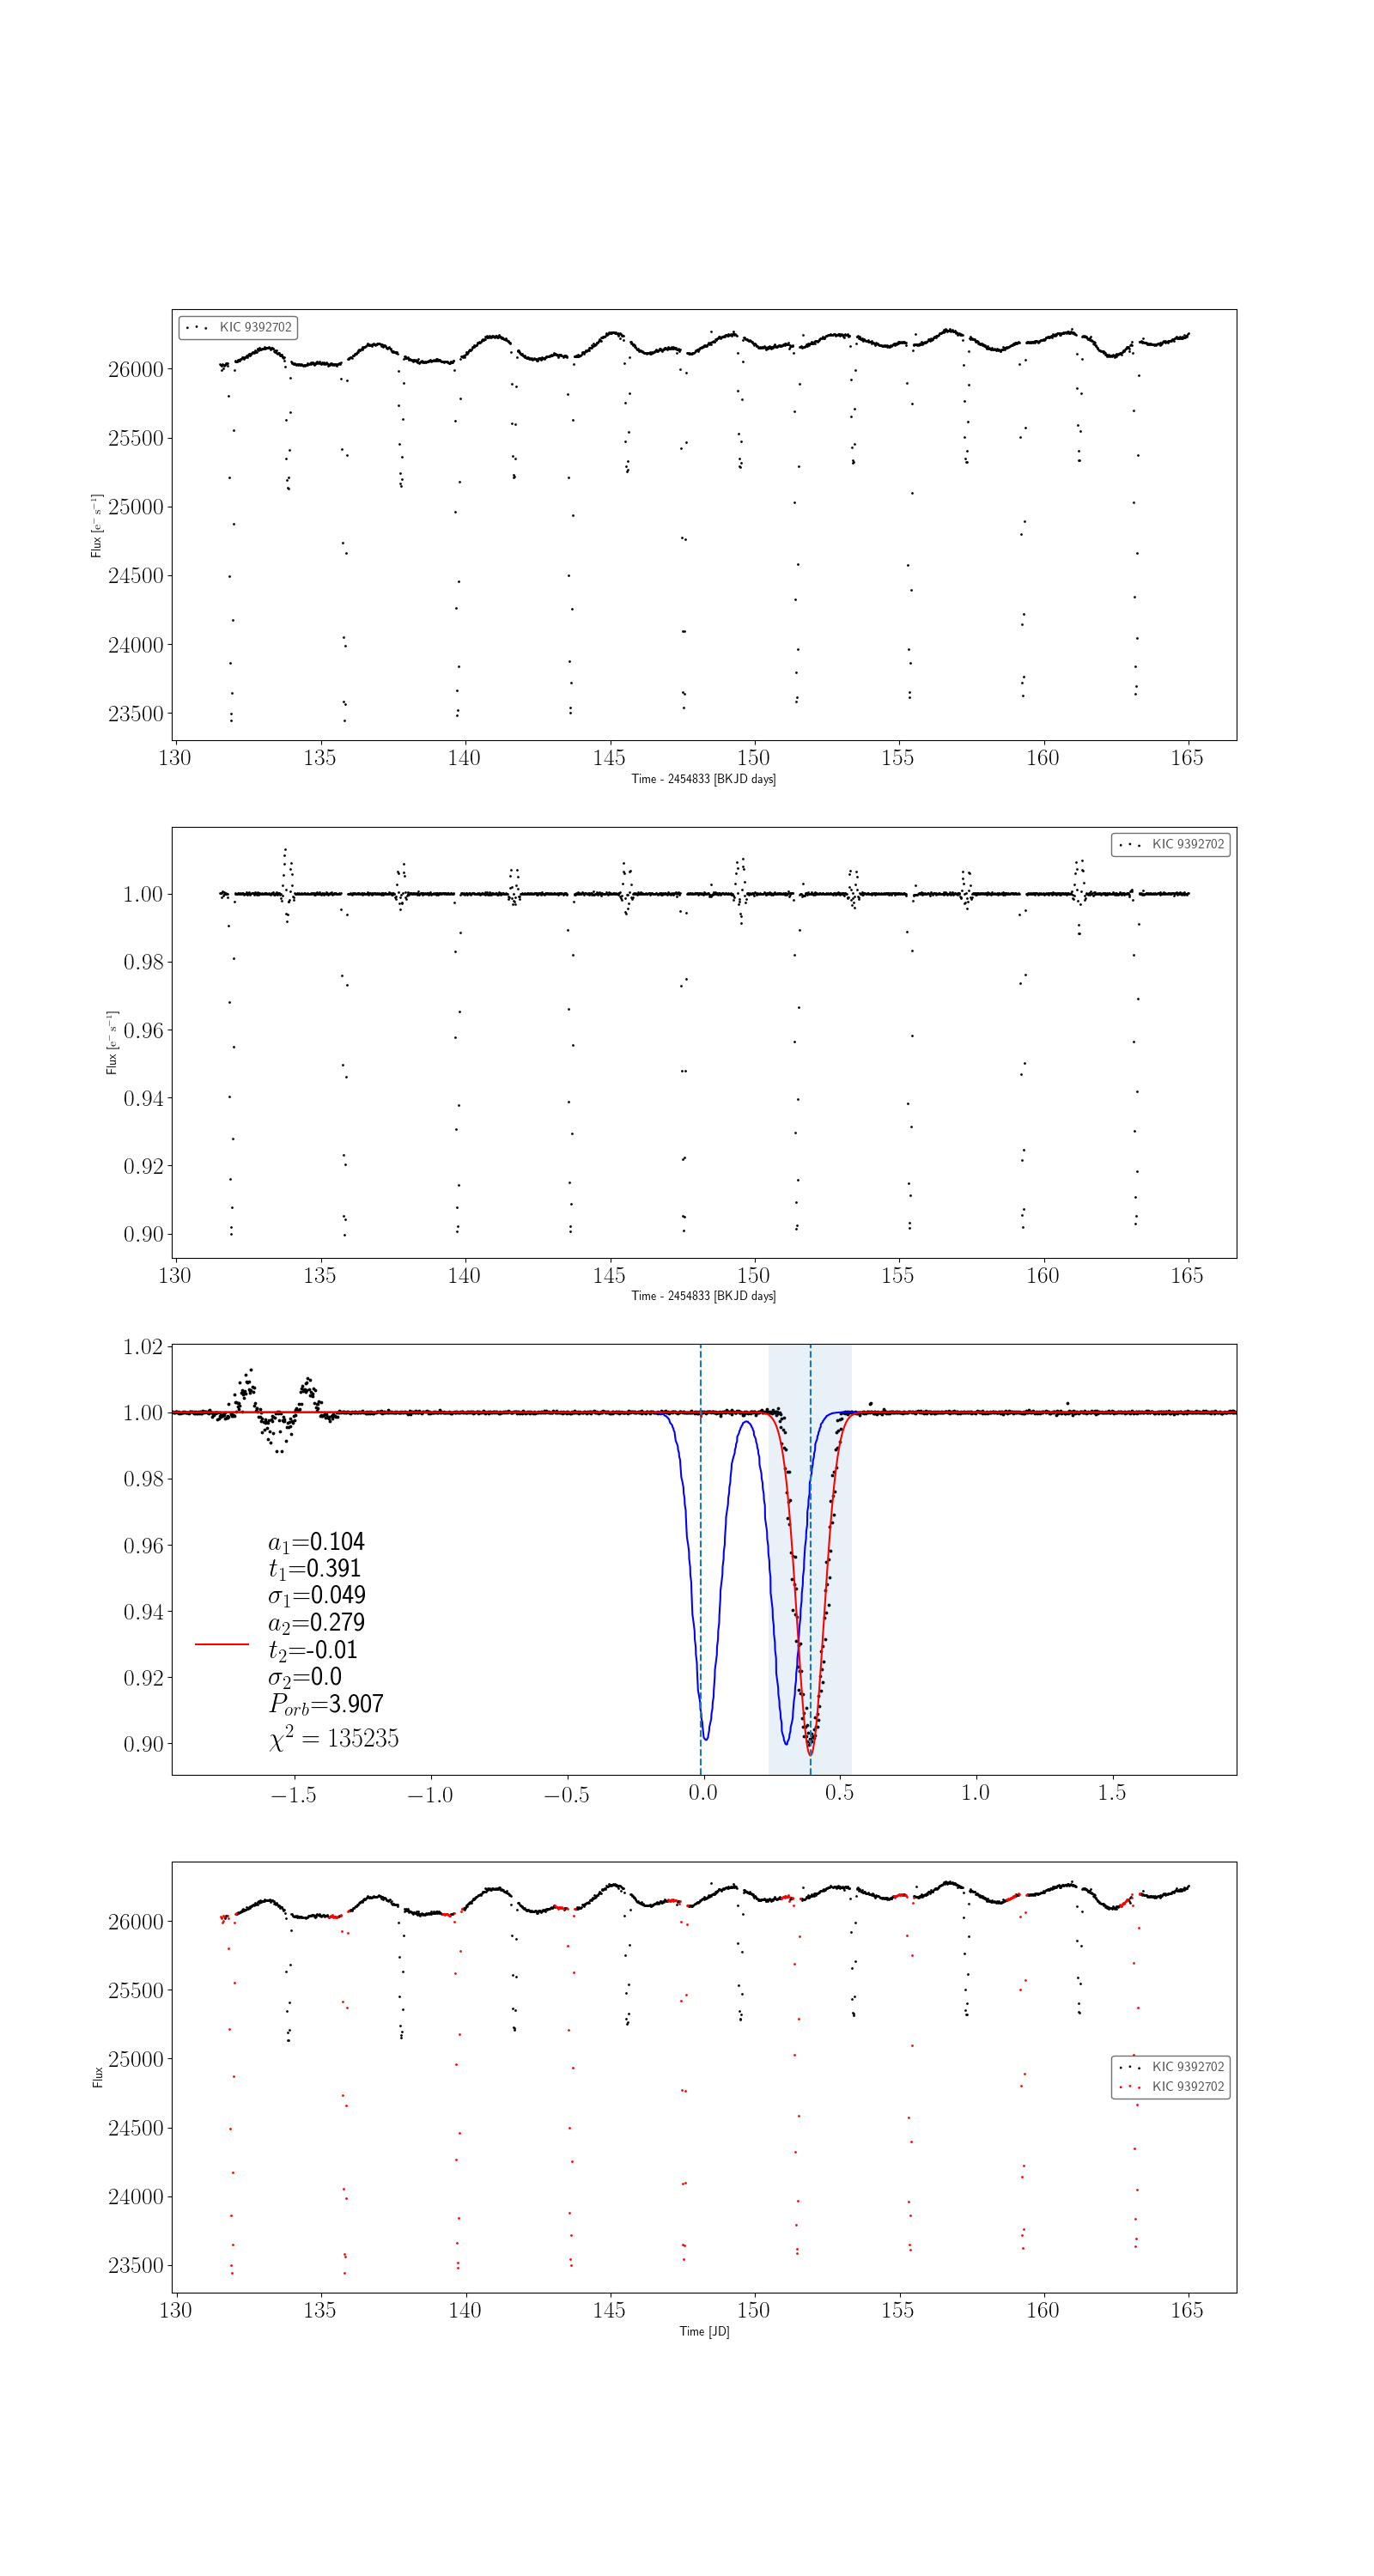 KIC 9392702
26000
25500
25000
24500
24000
23500
Flux [e⁻ s⁻¹]
130 135 140 145 150 155 160 165
Time - 2454833 [BKJD days]
KIC 9392702
1.00
0.98
0.96
0.94
0.92
0.90
Flux [e⁻ s⁻¹]
130 135 140 145 150 155 160 165
Time - 2454833 [BKJD days]
1.02
1.00
0.98
0.96
0.94
0.92
0.90
a₁=0.104
t₁=0.391
σ₁=0.049
a₂=0.279
t₂=-0.01
σ₂=0.0
Pₒᵣb=3.907
χ² = 135235
−1.5 −1.0 −0.5 0.0 0.5 1.0 1.5
26000
25500
25000
24500
24000
23500
Flux
KIC 9392702
KIC 9392702
130 135 140 145 150 155 160 165
Time [JD]